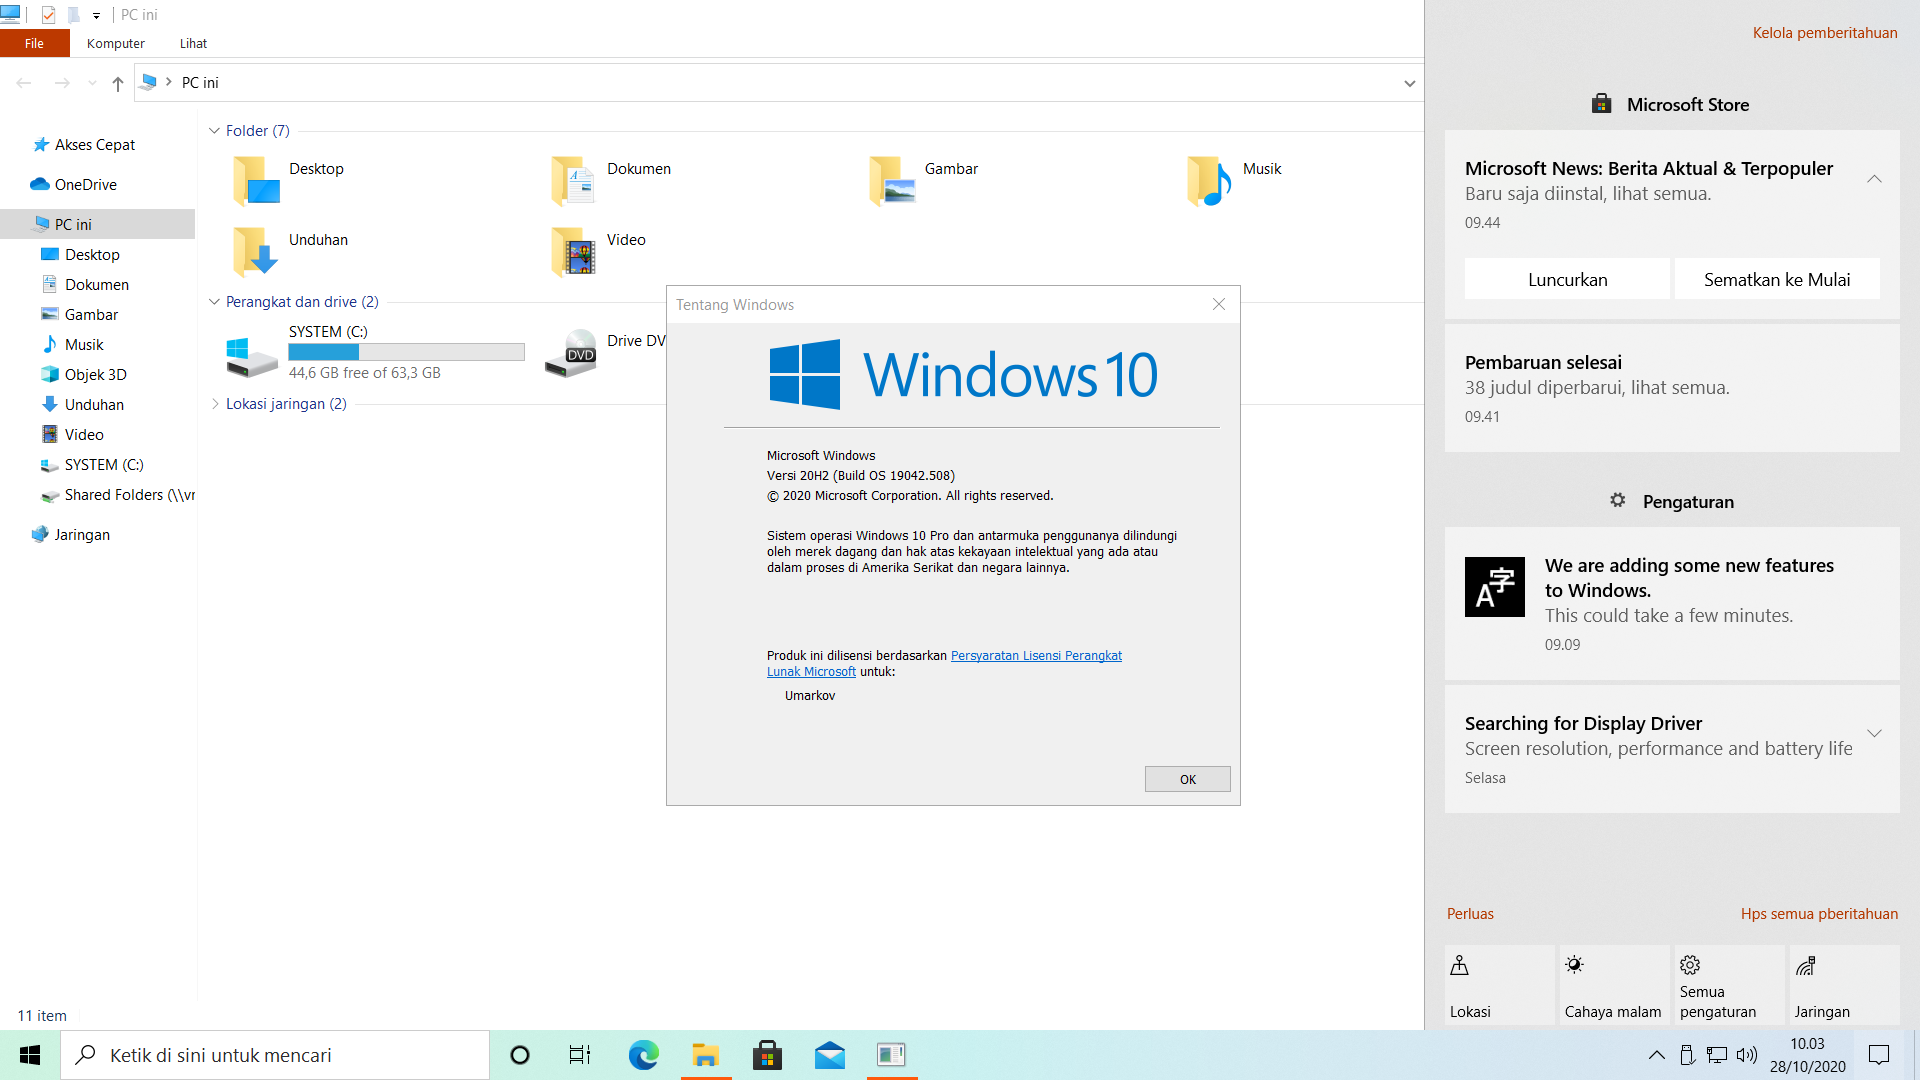 PC ini
File
Komputer
Lihat
PC ini
Akses Cepat
OneDrive
PC ini
Desktop
Dokumen
Gambar
Musik
Objek 3D
Unduhan
Video
SYSTEM (C:)
Shared Folders (\\vr
Jaringan
Folder (7)
Desktop
Dokumen
Gambar
Musik
Unduhan
Video
Perangkat dan drive (2)
SYSTEM (C:)
44,6 GB free of 63,3 GB
DVD
Drive DV
Lokasi jaringan (2)
11 item
Tentang Windows
Windows 10
Microsoft Windows
Versi 20H2 (Build OS 19042.508)
© 2020 Microsoft Corporation. All rights reserved.
Sistem operasi Windows 10 Pro dan antarmuka penggunanya dilindungi
oleh merek dagang dan hak atas kekayaan intelektual yang ada atau
dalam proses di Amerika Serikat dan negara lainnya.
Produk ini dilisensi berdasarkan Persyaratan Lisensi Perangkat
Lunak Microsoft untuk:
Umarkov
OK
Kelola pemberitahuan
Microsoft Store
Microsoft News: Berita Aktual & Terpopuler
Baru saja diinstal, lihat semua.
09.44
Luncurkan
Sematkan ke Mulai
Pembaruan selesai
38 judul diperbarui, lihat semua.
09.41
Pengaturan
A字
We are adding some new features
to Windows.
This could take a few minutes.
09.09
Searching for Display Driver
Screen resolution, performance and battery life
Selasa
Perluas
Hps semua pberitahuan
Lokasi
Cahaya malam
Semua
pengaturan
Jaringan
Ketik di sini untuk mencari
10.03
28/10/2020